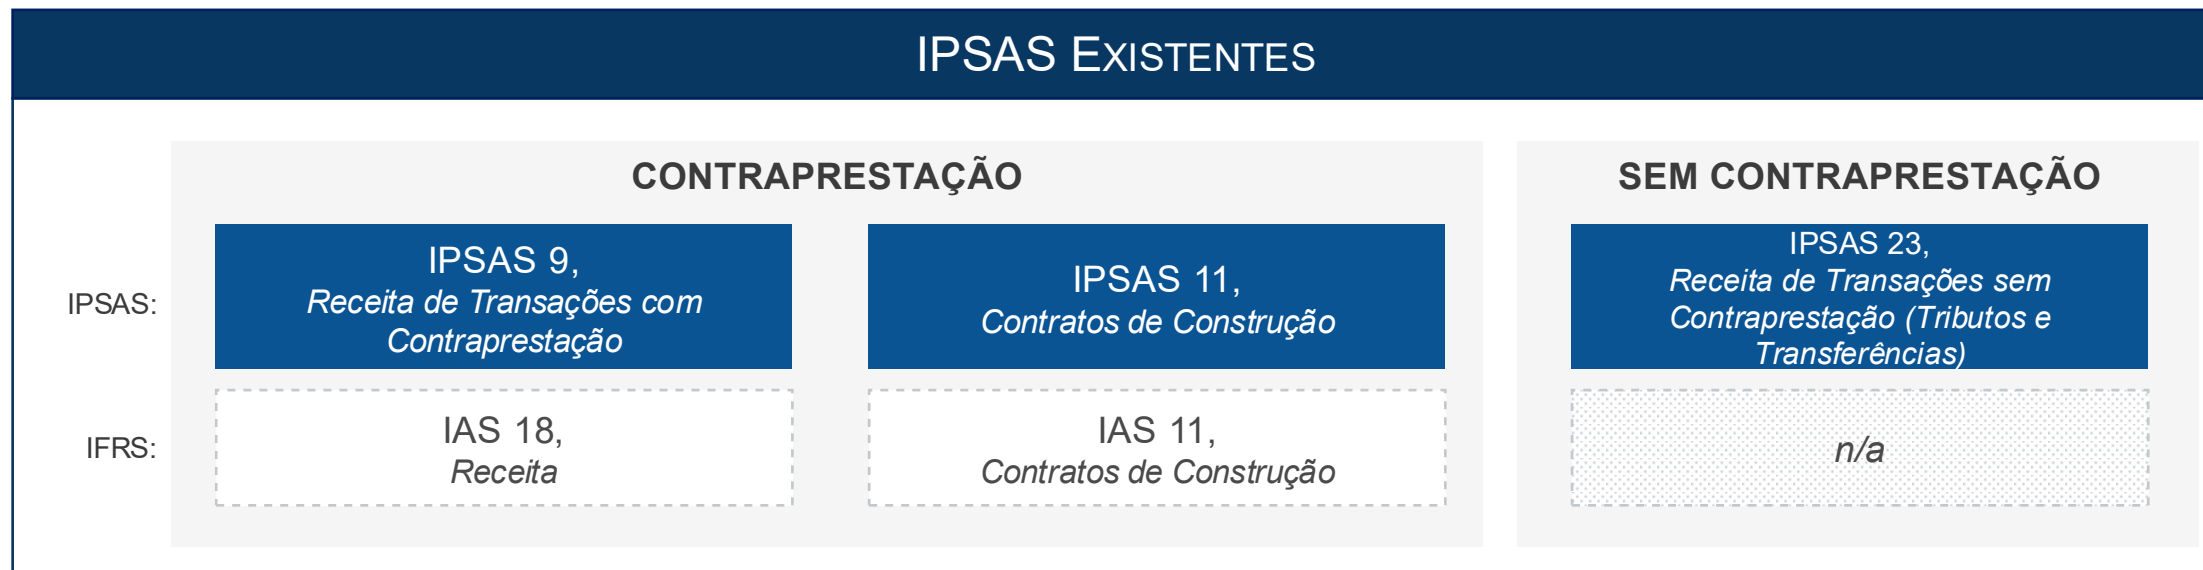 IPSAS EXISTENTES
CONTRAPRESTAÇÃO
SEM CONTRAPRESTAÇÃO
IPSAS:
IPSAS 9,
Receita de Transações com
Contraprestação
IPSAS 11,
Contratos de Construção
IPSAS 23,
Receita de Transações sem
Contraprestação (Tributos e
Transferências)
IFRS:
IAS 18,
Receita
IAS 11,
Contratos de Construção
n/a